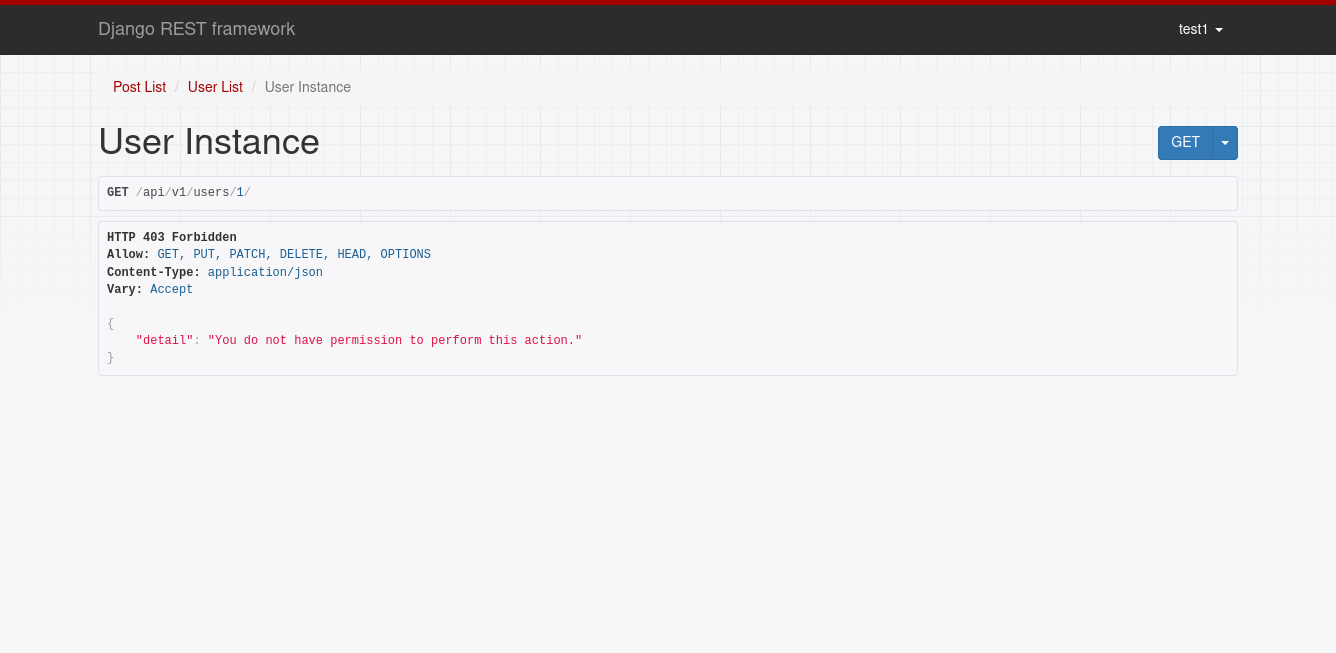 Django REST framework
test1
Post List / User List / User Instance
User Instance
GET
GET /api/v1/users/1/
HTTP 403 Forbidden
Allow: GET, PUT, PATCH, DELETE, HEAD, OPTIONS
Content-Type: application/json
Vary: Accept
{
    "detail": "You do not have permission to perform this action."
}